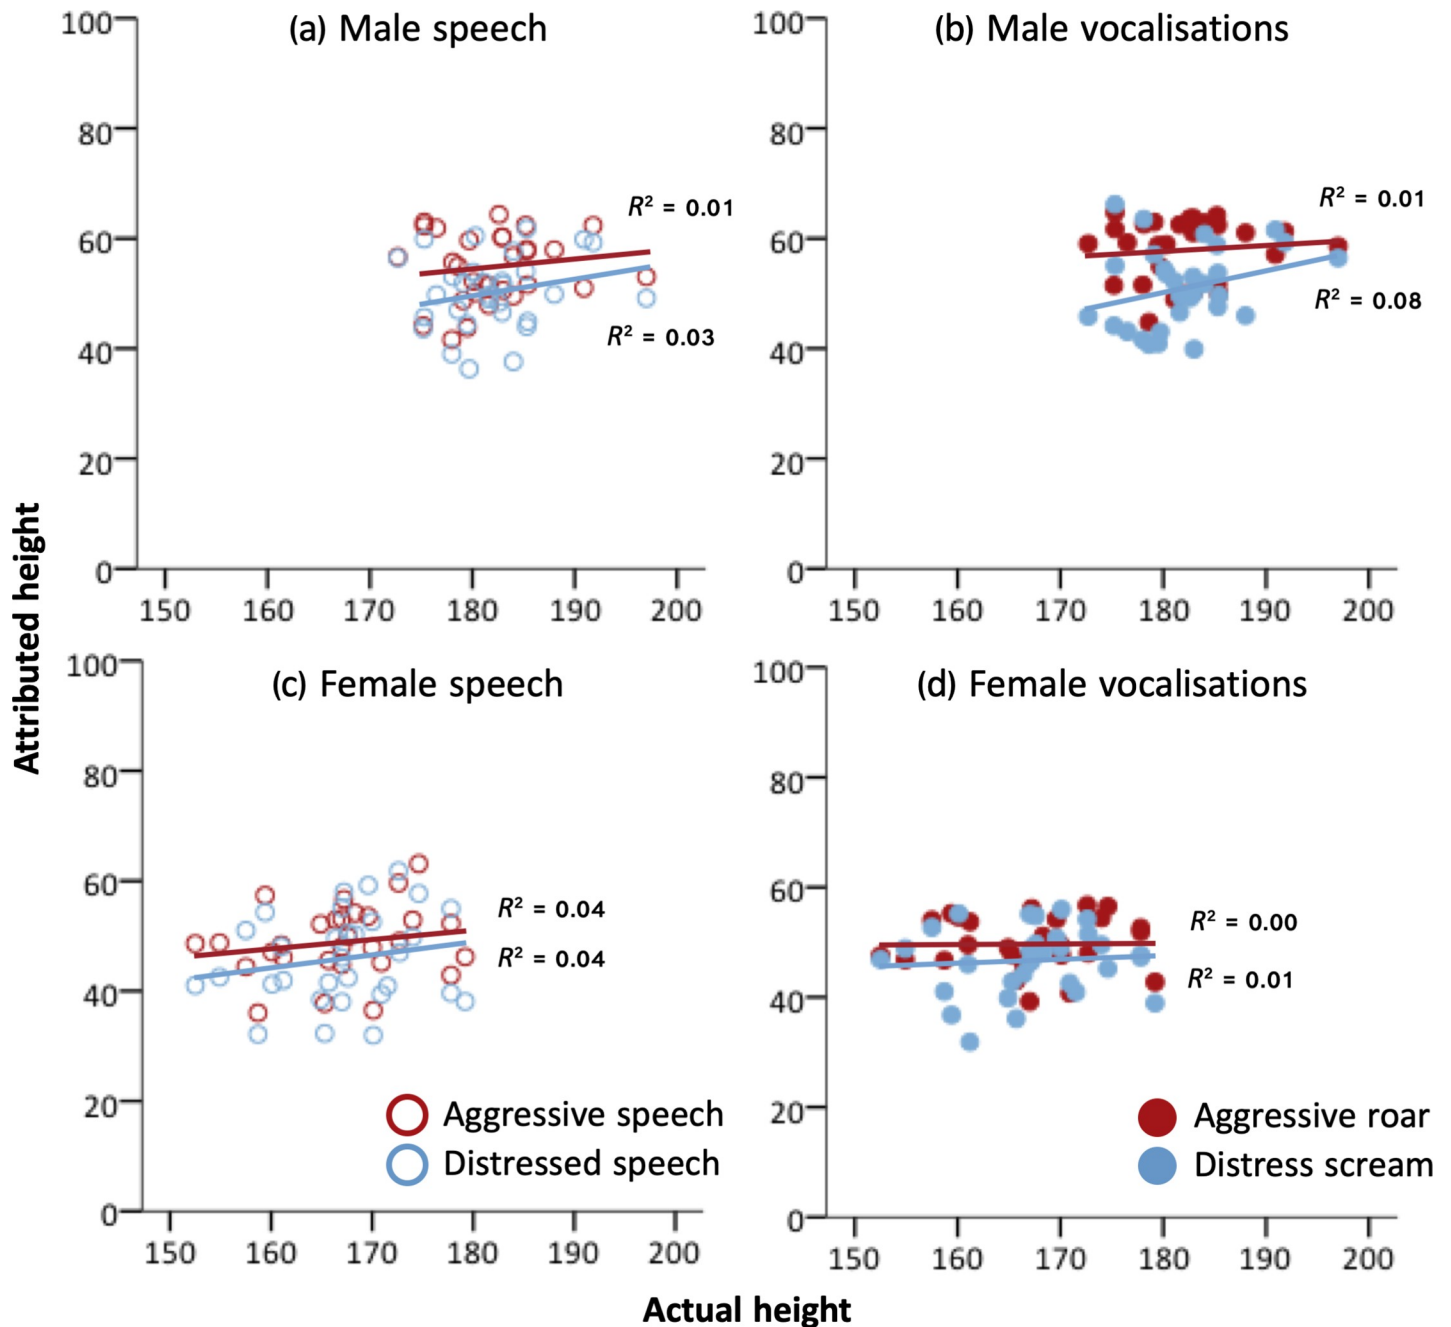 (a) Male speech
100
80
60
40
20
0
R² = 0.01
R² = 0.03
150 160 170 180 190 200
(b) Male vocalisations
100
80
60
40
20
0
R² = 0.01
R² = 0.08
150 160 170 180 190 200
Attributed height
(c) Female speech
100
80
60
40
20
0
R² = 0.04
R² = 0.04
Aggressive speech
Distressed speech
150 160 170 180 190 200
(d) Female vocalisations
100
80
60
40
20
0
R² = 0.00
R² = 0.01
Aggressive roar
Distress scream
150 160 170 180 190 200
Actual height